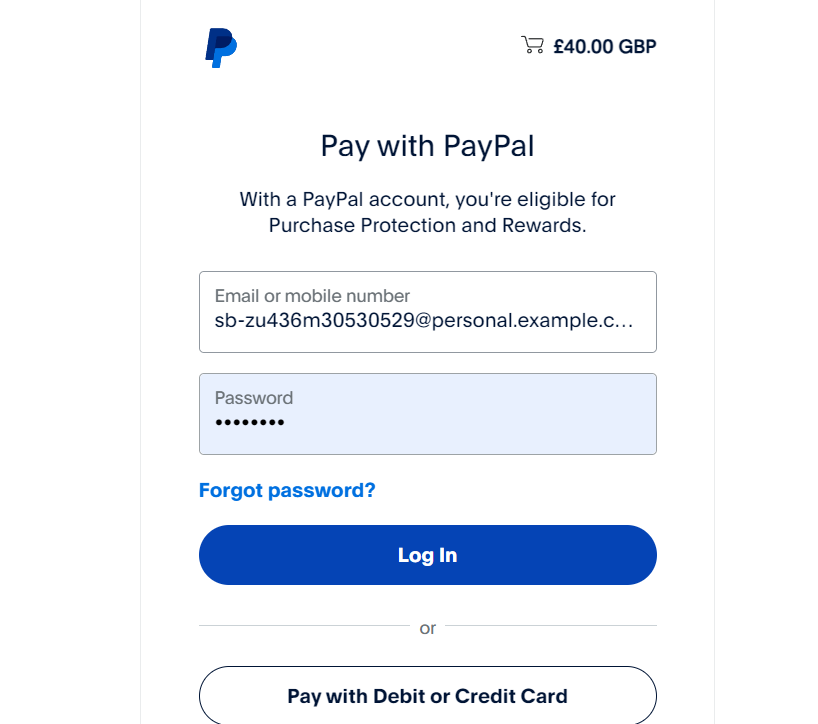 £40.00 GBP
Pay with PayPal
With a PayPal account, you're eligible for
Purchase Protection and Rewards.
Email or mobile number
sb-zu436m30530529@personal.example.c...
Password
••••••••
Forgot password?
Log In
or
Pay with Debit or Credit Card